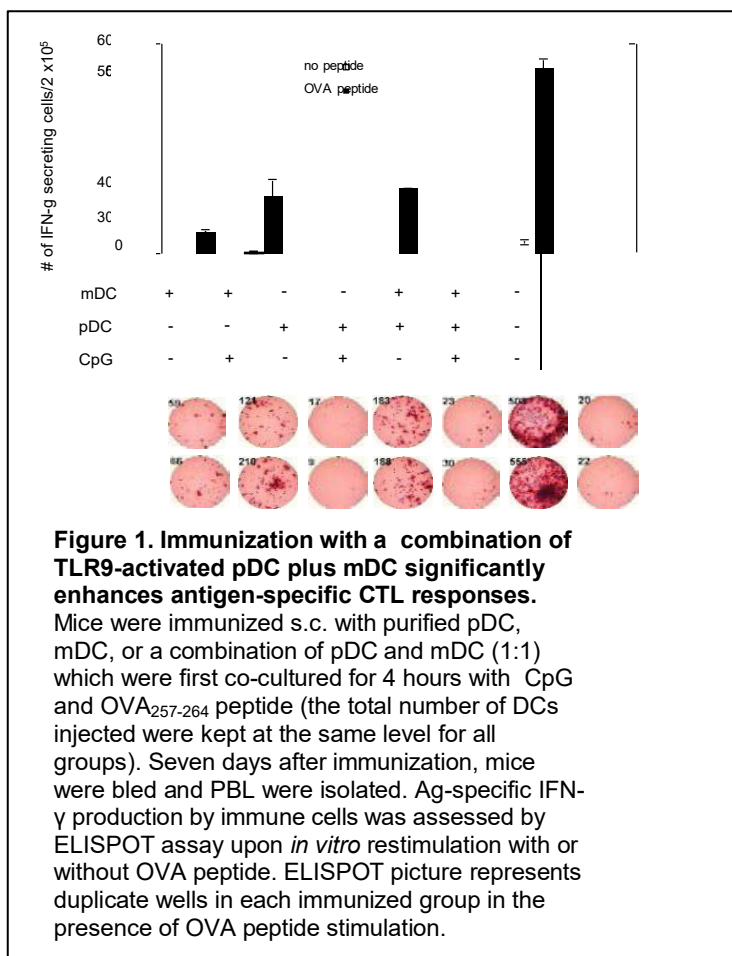 60
56
no peptide
OVA peptide
40
30
0
# of IFN-g secreting cells/2 x10⁵
mDC + + - - + + -
pDC - - + + + + -
CpG - + - + - + -
59 121 17 183 23 20
210 9 188 30 555 22
Figure 1. Immunization with a combination of
TLR9-activated pDC plus mDC significantly
enhances antigen-specific CTL responses.
Mice were immunized s.c. with purified pDC,
mDC, or a combination of pDC and mDC (1:1)
which were first co-cultured for 4 hours with CpG
and OVA₂₅₇₋₂₆₄ peptide (the total number of DCs
injected were kept at the same level for all
groups). Seven days after immunization, mice
were bled and PBL were isolated. Ag-specific IFN-
γ production by immune cells was assessed by
ELISPOT assay upon in vitro restimulation with or
without OVA peptide. ELISPOT picture represents
duplicate wells in each immunized group in the
presence of OVA peptide stimulation.